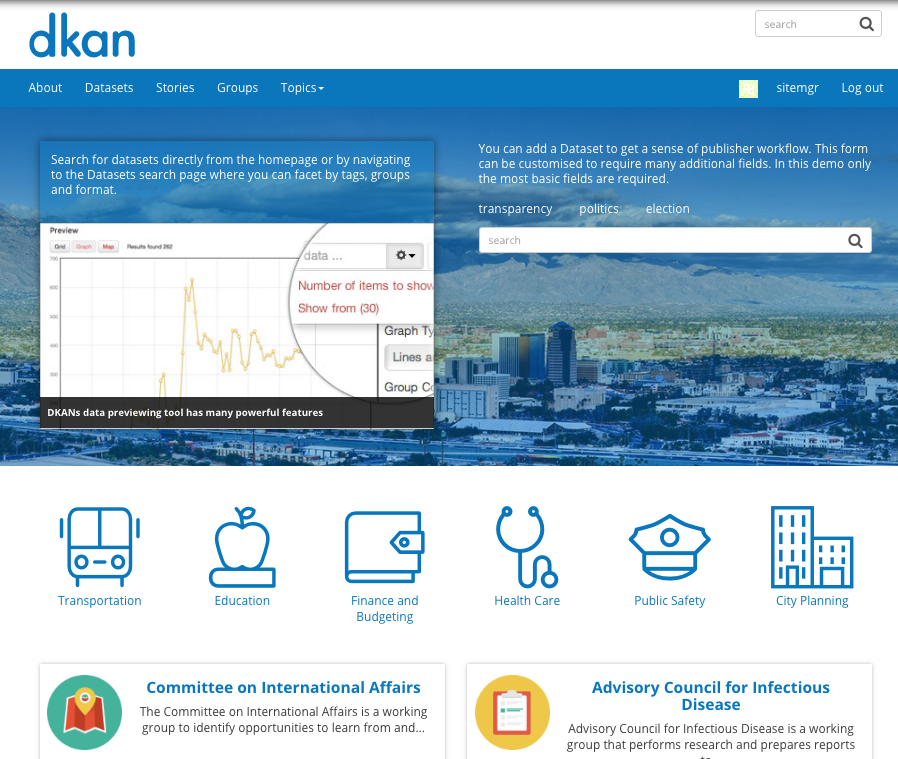 dkan
search
About Datasets Stories Groups Topics
sitemgr Log out
Search for datasets directly from the homepage or by navigating
to the Datasets search page where you can facet by tags, groups
and format.
Preview
Grid Graph Map Results found 262
700
600
500
400
300
data ...
Number of items to show
Show from (30)
Graph Ty
Lines a
Group Co
DKANs data previewing tool has many powerful features
You can add a Dataset to get a sense of publisher workflow. This form
can be customised to require many additional fields. In this demo only
the most basic fields are required.
transparency politics election
search
Transportation
Education
Finance and
Budgeting
Health Care
Public Safety
City Planning
Committee on International Affairs
The Committee on International Affairs is a working
group to identify opportunities to learn from and...
Advisory Council for Infectious
Disease
Advisory Council for Infectious Disease is a working
group that performs research and prepares reports